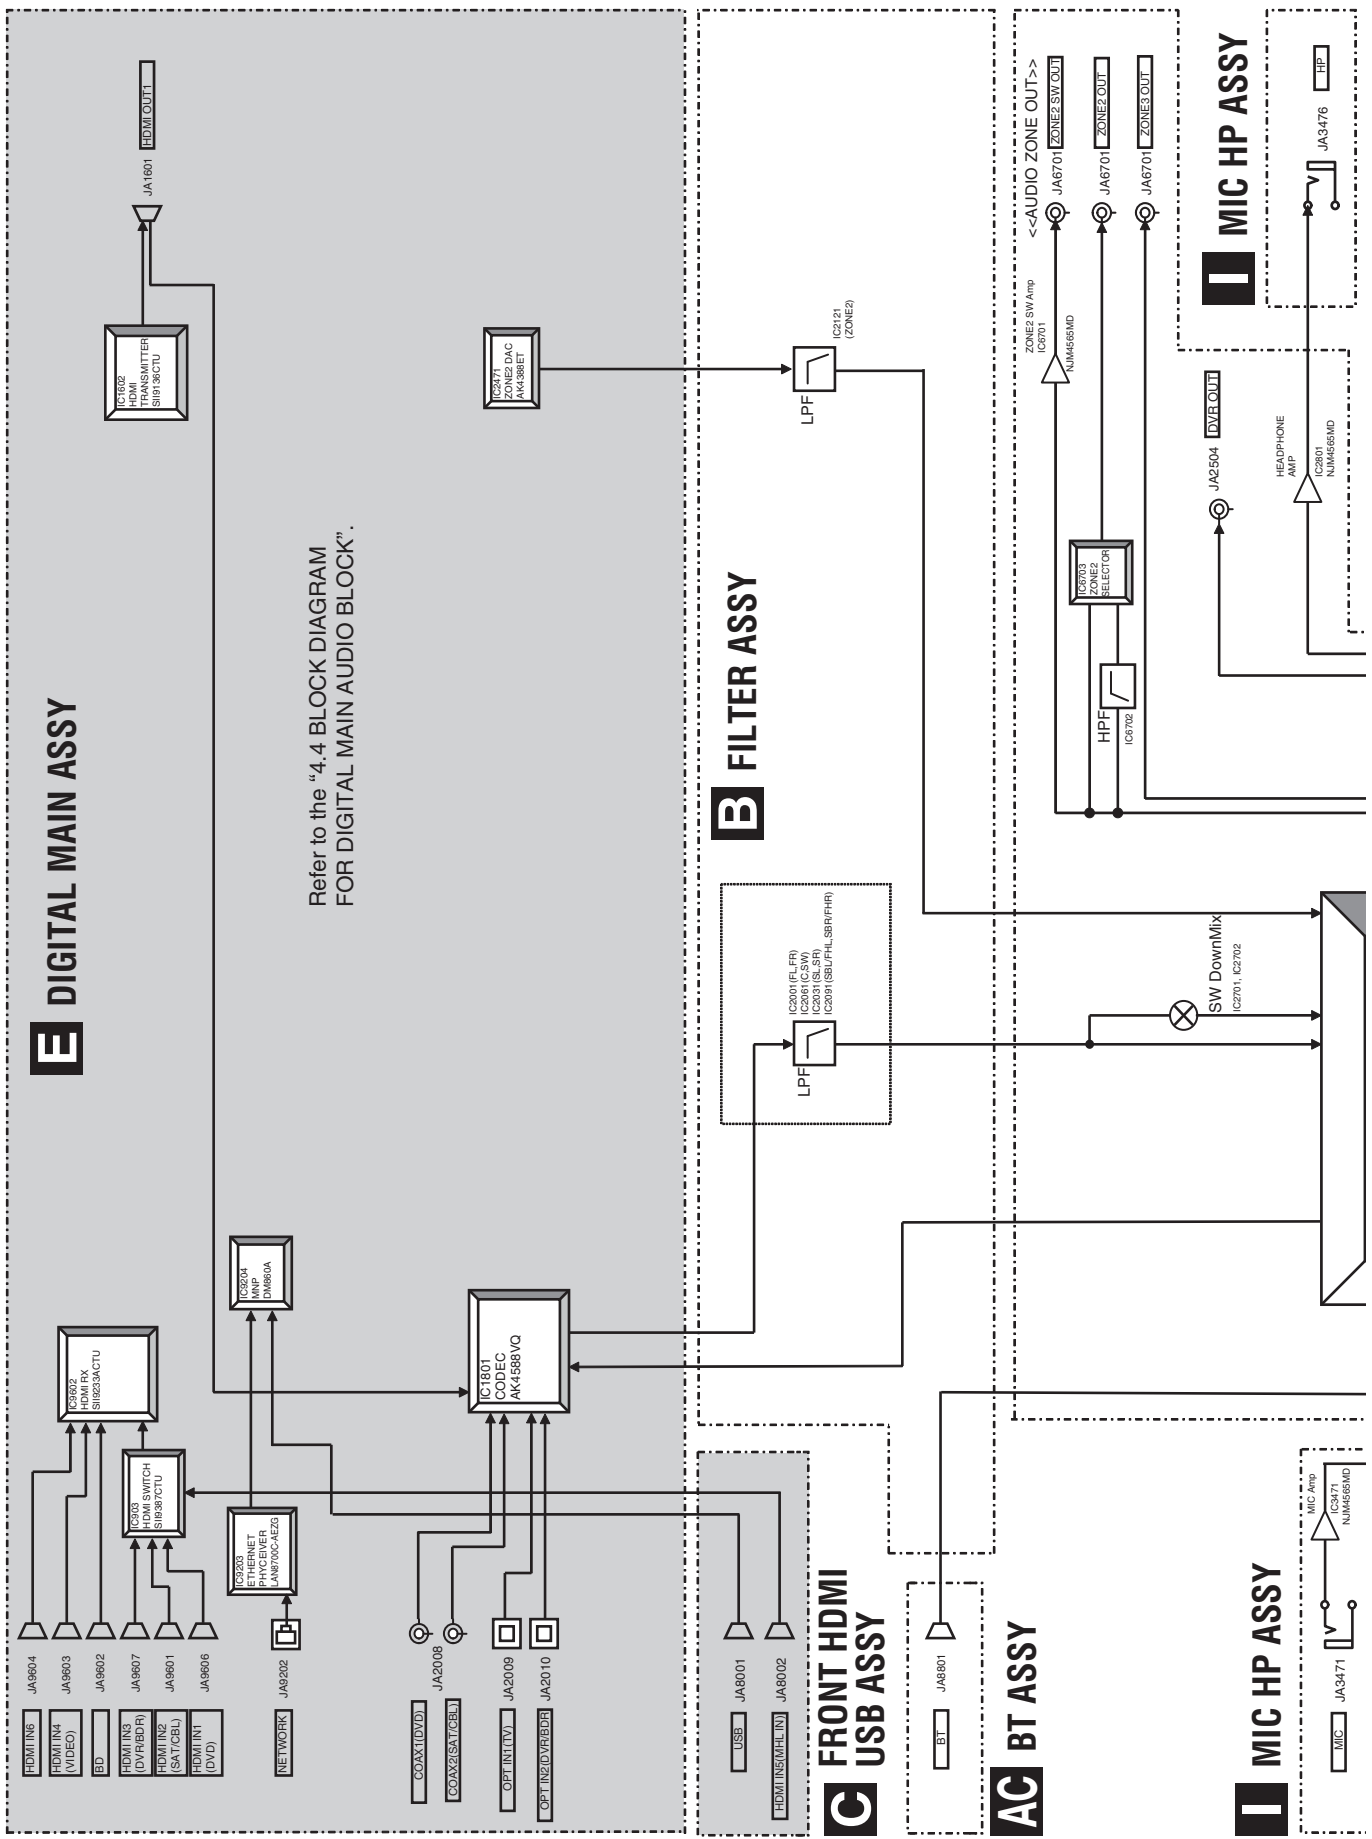 E DIGITAL MAIN ASSY
HDMI IN6
JA9604
HDMI IN4
(VIDEO)
JA9603
BD
JA9602
HDMI IN3
(DVR/BDR)
JA9607
HDMI IN2
(SAT/CBL)
JA9601
HDMI IN1
(DVD)
JA9606
NETWORK
JA9202
COAX1(DVD)
COAX2(SAT/CBL)
JA2008
OPT IN1(TV)
JA2009
OPT IN2(DVR/BDR)
JA2010
IC9602
HDMI RX
SII9233ACTU
IC903
HDMI SWITCH
SII9387CTU
IC9203
ETHERNET
PHYCEIVER
LAN8700C-AEZG
IC9204
MNP
DM860A
IC1801
CODEC
AK4588VQ
Refer to the “4.4 BLOCK DIAGRAM
FOR DIGITAL MAIN AUDIO BLOCK”.
IC1602
HDMI
TRANSMITTER
SII9136CTU
JA1601
HDMI OUT1
IC2471
ZONE2 DAC
AK4388ET
B FILTER ASSY
LPF
IC2001(FL,FR)
IC2061(C,SW)
IC2031(SL,SR)
IC2091(SBL/FHL,SBR/FHR)
LPF
IC2121
(ZONE2)
USB
JA8001
HDMI IN5(MHL IN)
JA8002
C FRONT HDMI
USB ASSY
BT
JA8801
AC BT ASSY
SW DownMix
IC2701, IC2702
HPF
IC6702
IC6703
ZONE2
SELECTOR
ZONE2 SW Amp
IC6701
NJM4565MD
<<AUDIO ZONE OUT>>
JA6701
ZONE2 SW OUT
JA6701
ZONE2 OUT
JA6701
ZONE3 OUT
JA2504
DVR OUT
I MIC HP ASSY
HEADPHONE
AMP
IC2801
NJM4565MD
JA3476
HP
I MIC HP ASSY
MIC
JA3471
MIC Amp
IC3471
NJM4565MD